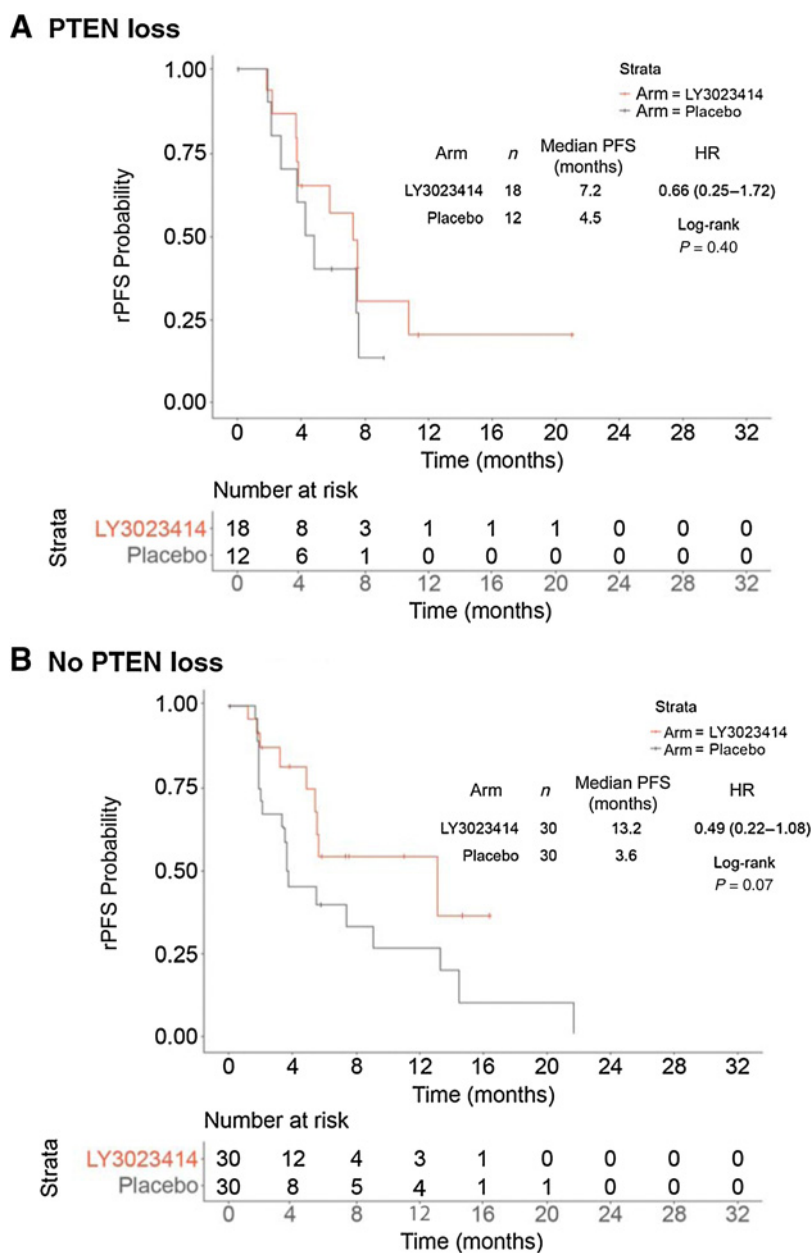 A PTEN loss
1.00
0.75
0.50
0.25
0.00
rPFS Probability
Strata
Arm = LY3023414
Arm = Placebo
Arm n Median PFS (months) HR
LY3023414 18 7.2 0.66 (0.25–1.72)
Placebo 12 4.5 Log-rank
P = 0.40
0 4 8 12 16 20 24 28 32
Time (months)
Number at risk
Strata
LY3023414 18 8 3 1 1 1 0 0 0
Placebo 12 6 1 0 0 0 0 0 0
0 4 8 12 16 20 24 28 32
Time (months)
B No PTEN loss
1.00
0.75
0.50
0.25
0.00
rPFS Probability
Strata
Arm = LY3023414
Arm = Placebo
Arm n Median PFS (months) HR
LY3023414 30 13.2 0.49 (0.22–1.08)
Placebo 30 3.6 Log-rank
P = 0.07
0 4 8 12 16 20 24 28 32
Time (months)
Number at risk
Strata
LY3023414 30 12 4 3 1 0 0 0 0
Placebo 30 8 5 4 1 1 0 0 0
0 4 8 12 16 20 24 28 32
Time (months)